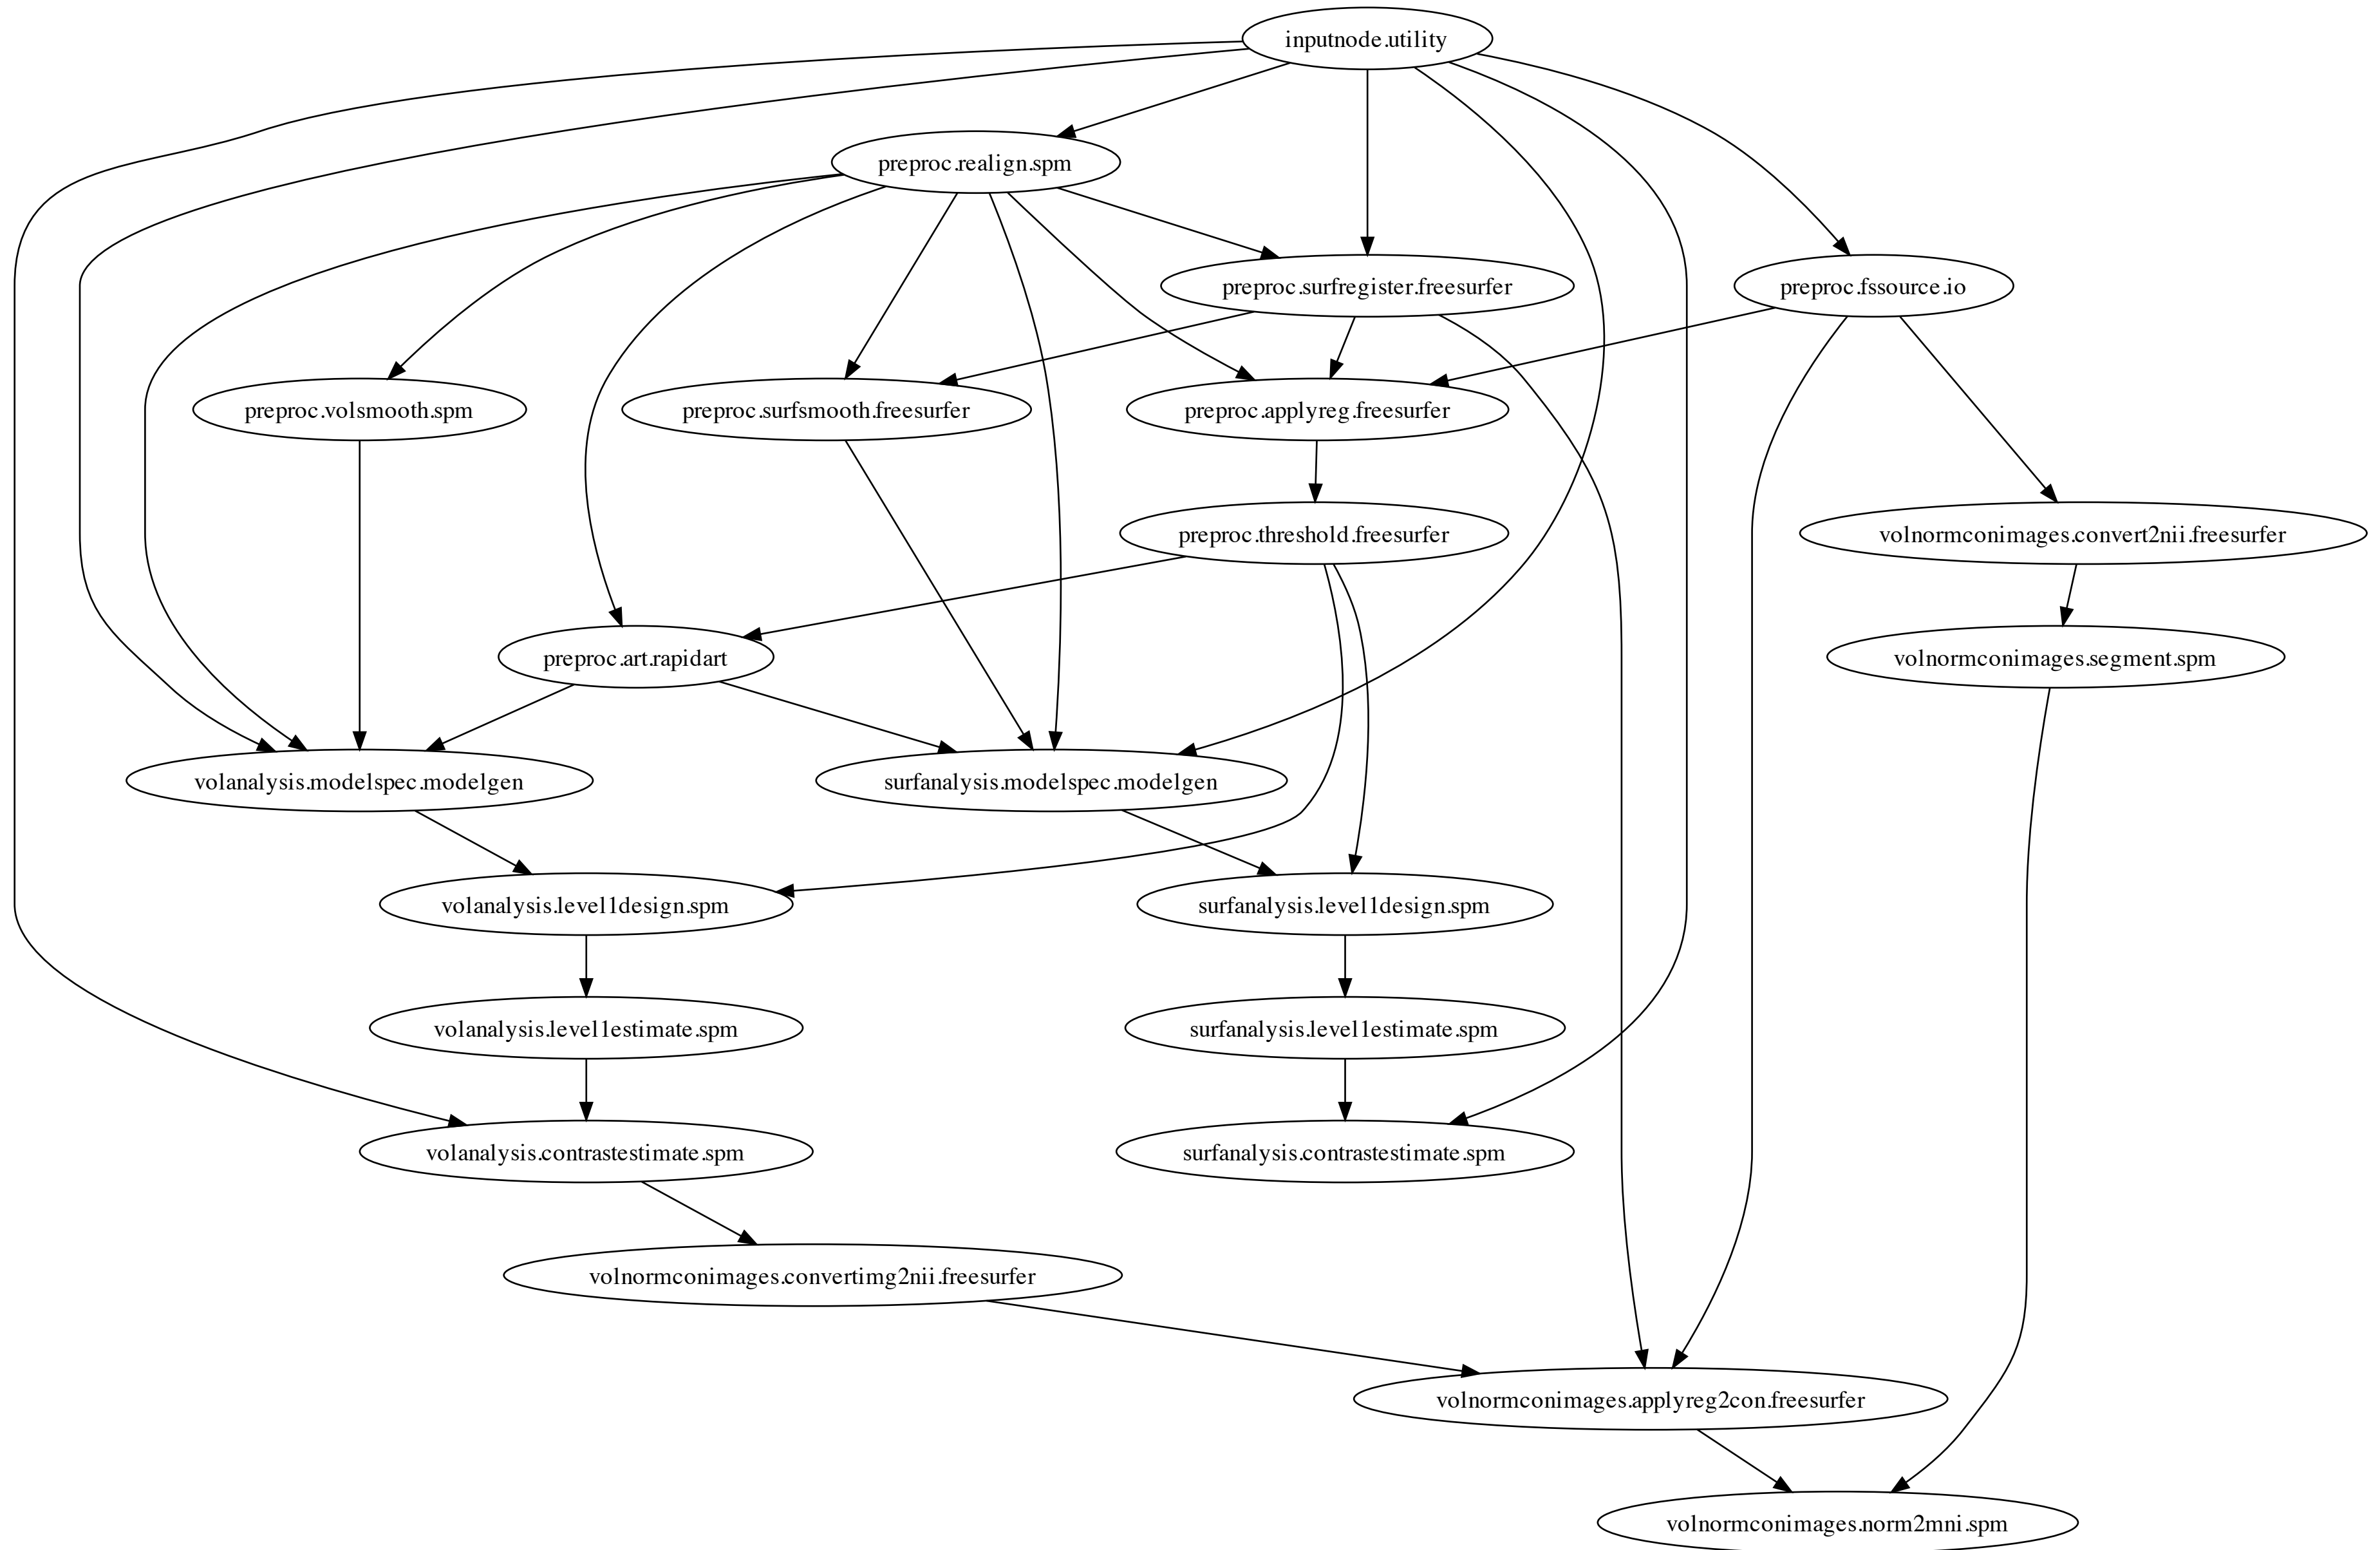 inputnode.utility
preproc.realign.spm
preproc.surfregister.freesurfer
preproc.fssource.io
preproc.volsmooth.spm
preproc.surfsmooth.freesurfer
preproc.applyreg.freesurfer
preproc.threshold.freesurfer
volnormconimages.convert2nii.freesurfer
preproc.art.rapidart
volnormconimages.segment.spm
volanalysis.modelspec.modelgen
surfanalysis.modelspec.modelgen
volanalysis.level1design.spm
surfanalysis.level1design.spm
volanalysis.level1estimate.spm
surfanalysis.level1estimate.spm
volanalysis.contrastestimate.spm
surfanalysis.contrastestimate.spm
volnormconimages.convertimg2nii.freesurfer
volnormconimages.applyreg2con.freesurfer
volnormconimages.norm2mni.spm